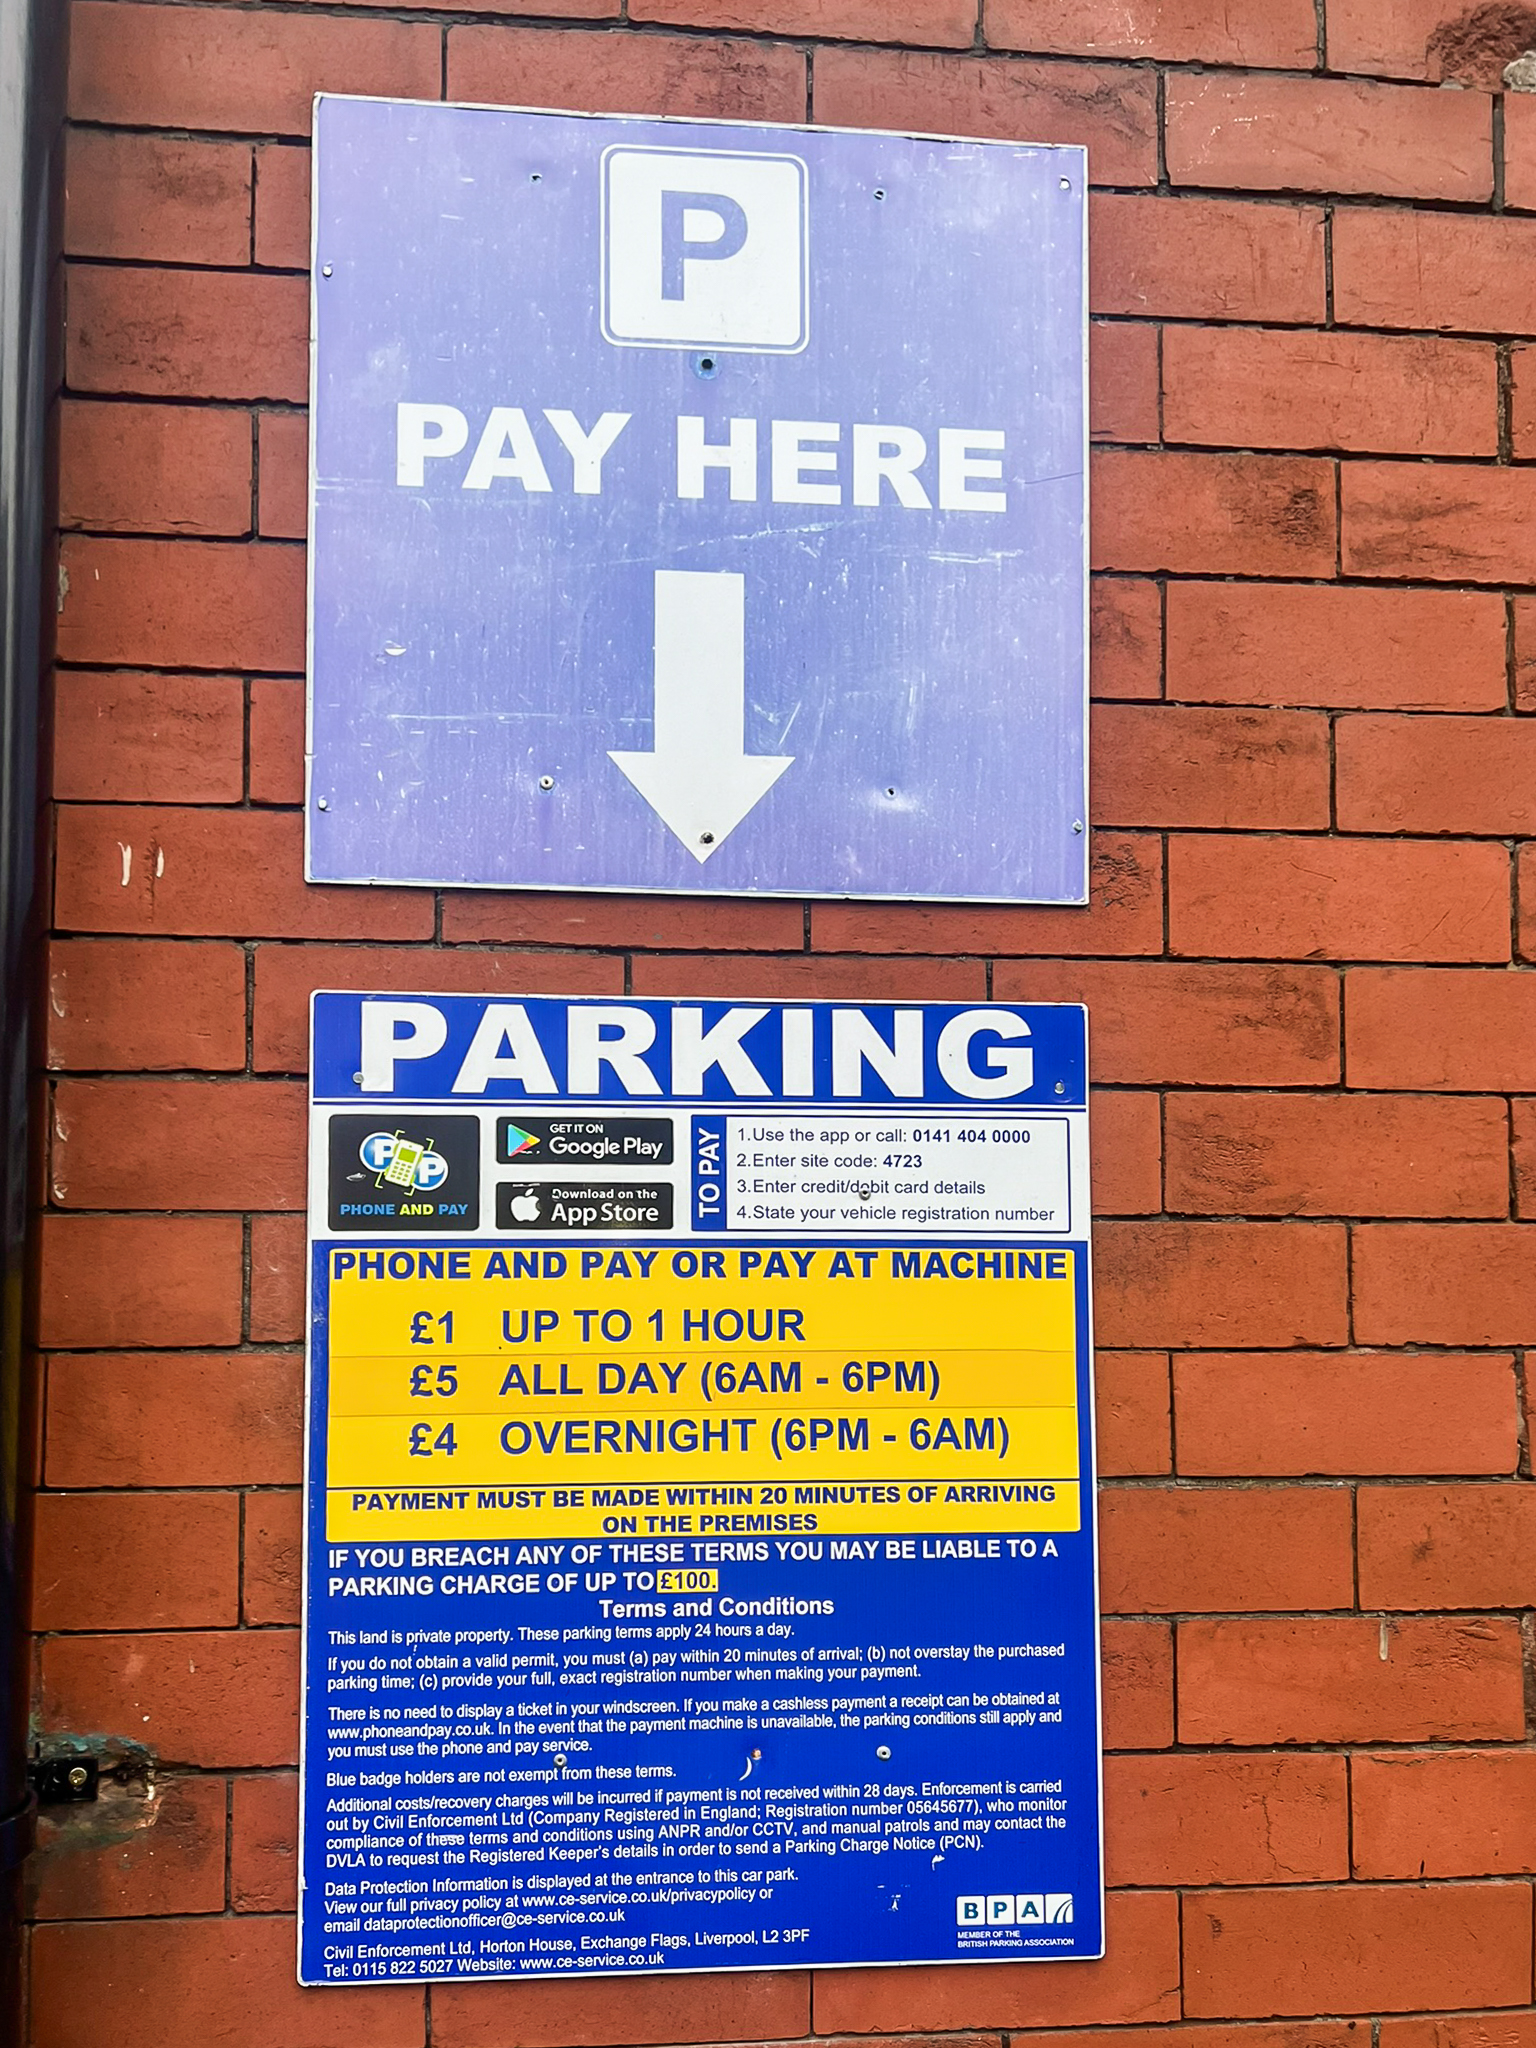 P
PAY HERE
PARKING
PHONE AND PAY
GET IT ON
Google Play
Download on the
App Store
TO PAY
1.Use the app or call: 0141 404 0000
2.Enter site code: 4723
3.Enter credit/debit card details
4.State your vehicle registration number
PHONE AND PAY OR PAY AT MACHINE
£1 UP TO 1 HOUR
£5 ALL DAY (6AM - 6PM)
£4 OVERNIGHT (6PM - 6AM)
PAYMENT MUST BE MADE WITHIN 20 MINUTES OF ARRIVING
ON THE PREMISES
IF YOU BREACH ANY OF THESE TERMS YOU MAY BE LIABLE TO A
PARKING CHARGE OF UP TO £100.
Terms and Conditions
This land is private property. These parking terms apply 24 hours a day.
If you do not obtain a valid permit, you must (a) pay within 20 minutes of arrival; (b) not overstay the purchased
parking time; (c) provide your full, exact registration number when making your payment.
There is no need to display a ticket in your windscreen. If you make a cashless payment a receipt can be obtained at
www.phoneandpay.co.uk. In the event that the payment machine is unavailable, the parking conditions still apply and
you must use the phone and pay service.
Blue badge holders are not exempt from these terms.
Additional costs/recovery charges will be incurred if payment is not received within 28 days. Enforcement is carried
out by Civil Enforcement Ltd (Company Registered in England; Registration number 05645677), who monitor
compliance of these terms and conditions using ANPR and/or CCTV, and manual patrols and may contact the
DVLA to request the Registered Keeper's details in order to send a Parking Charge Notice (PCN).
Data Protection Information is displayed at the entrance to this car park.
View our full privacy policy at www.ce-service.co.uk/privacypolicy or
email dataprotectionofficer@ce-service.co.uk
Civil Enforcement Ltd, Horton House, Exchange Flags, Liverpool, L2 3PF
Tel: 0115 822 5027 Website: www.ce-service.co.uk
BPA
MEMBER OF THE
BRITISH PARKING ASSOCIATION